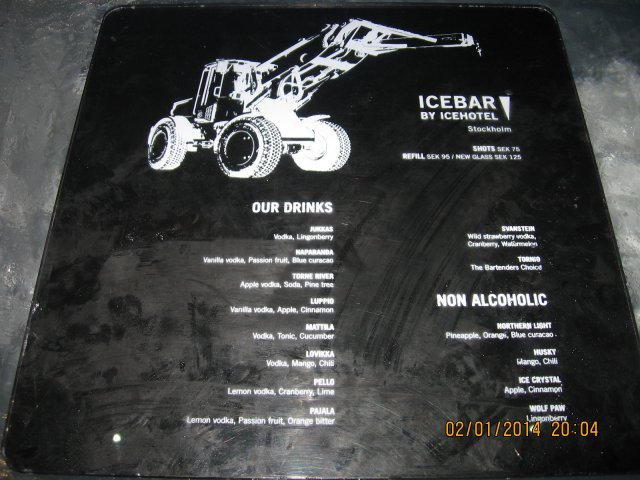 ICEBAR
BY ICEHOTEL
Stockholm
SHOTS SEK 75
REFILL SEK 95 / NEW GLASS SEK 125
OUR DRINKS
JUKKAS
Vodka, Lingonberry
HAPARANDA
Vanilla vodka, Passion fruit, Blue curacao
TORNE RIVER
Apple vodka, Soda, Pine tree
LUPPIO
Vanilla vodka, Apple, Cinnamon
MATTILA
Vodka, Tonic, Cucumber
LOVIKKA
Vodka, Mango, Chili
PELLO
Lemon vodka, Cranberry, Lime
PAJALA
Lemon vodka, Passion fruit, Orange bitter
SVANSTEIN
Wild strawberry vodka,
Cranberry, Watermelon
TORNIO
The Bartenders Choice
NON ALCOHOLIC
NORTHERN LIGHT
Pineapple, Orange, Blue curacao
HUSKY
Mango, Chili
ICE CRYSTAL
Apple, Cinnamon
WOLF PAW
Lingonberry
02/01/2014 20:04